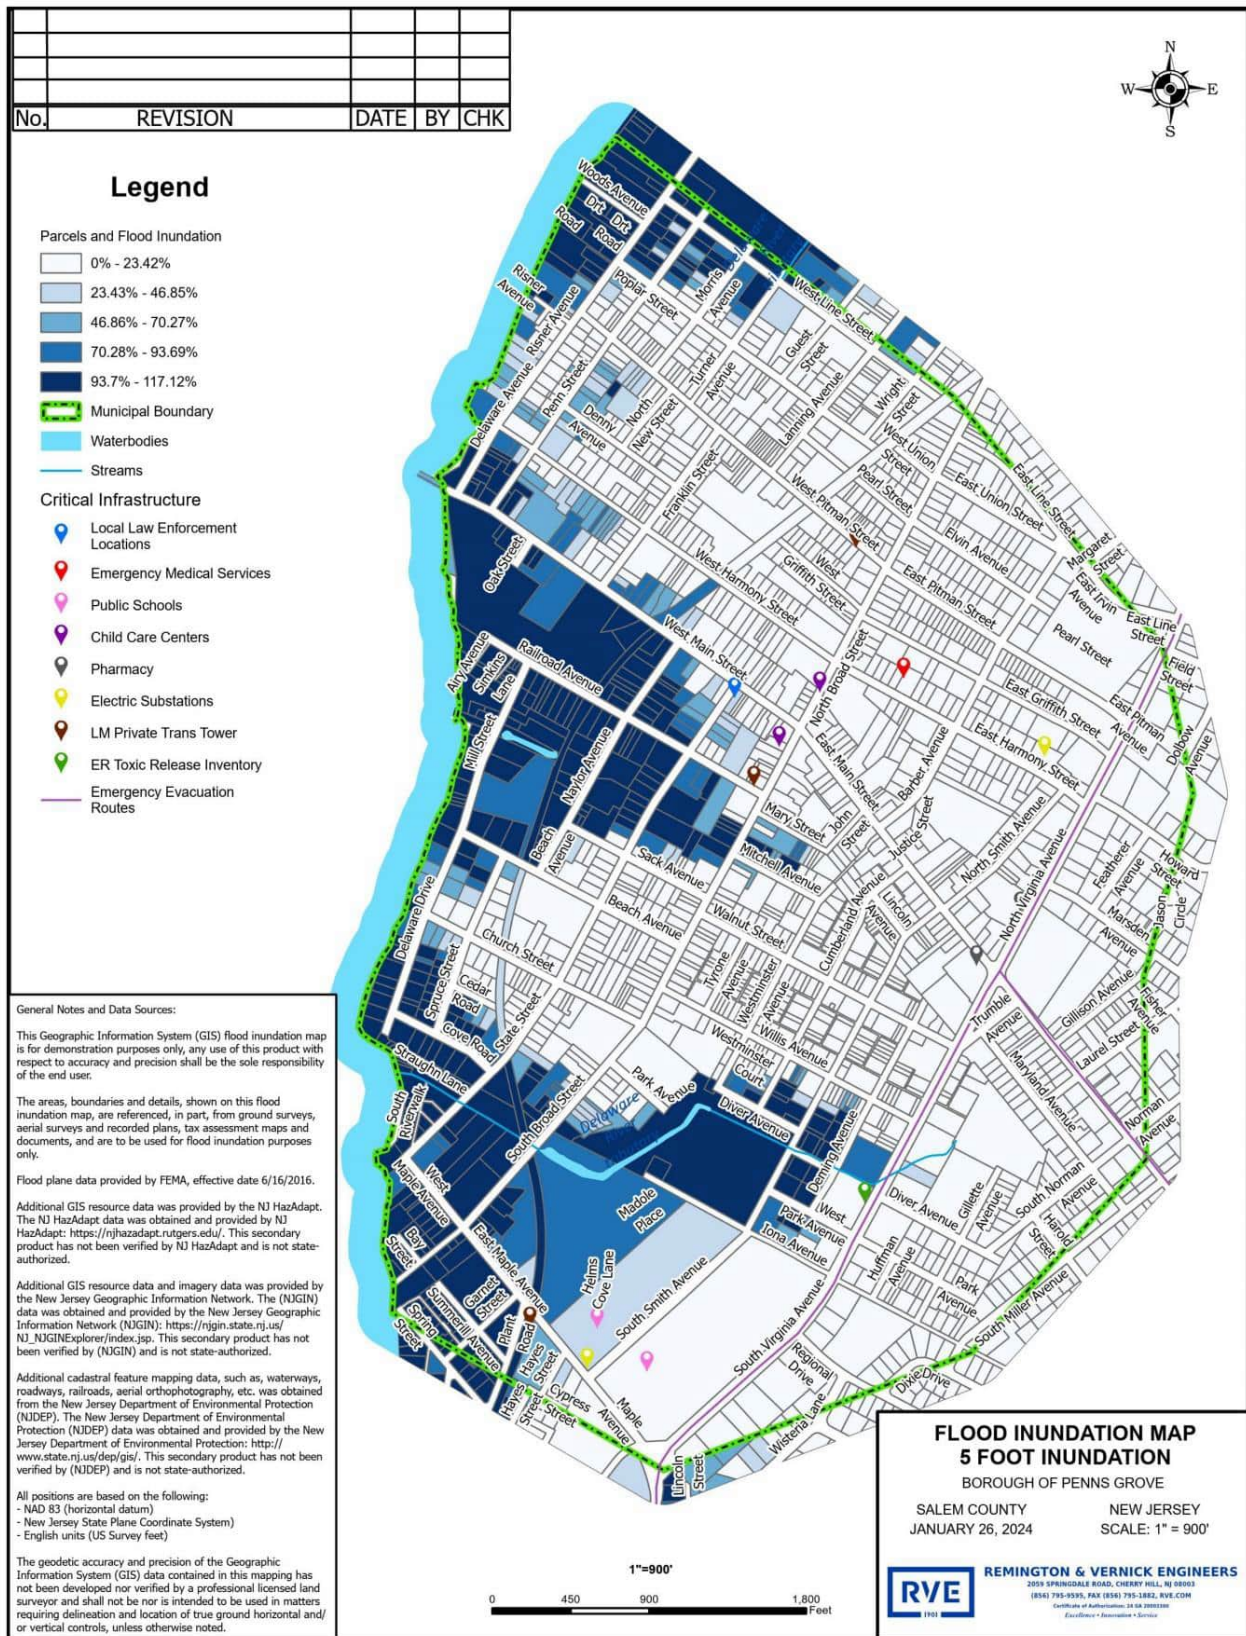 No. REVISION DATE BY CHK
N
W E
S
Legend
Parcels and Flood Inundation
0% - 23.42%
23.43% - 46.85%
46.86% - 70.27%
70.28% - 93.69%
93.7% - 117.12%
Municipal Boundary
Waterbodies
Streams
Critical Infrastructure
Local Law Enforcement
Locations
Emergency Medical Services
Public Schools
Child Care Centers
Pharmacy
Electric Substations
LM Private Trans Tower
ER Toxic Release Inventory
Emergency Evacuation
Routes
Woods Avenue
Drt
Road
Drt
Road
Risner
Avenue
Risner Avenue
Poplar Street
Morris
Avenue
West Line Street
Guest
Street
Turner
Avenue
Delaware Avenue
Penn Street
Denny
Avenue
North
New Street
Lanning Avenue
Wright
Street
West Union
Street
Franklin Street
West Pitman Street
Pearl Street
East Union Street
East Line Street
Elvin Avenue
Margaret
Street
East Irvin
Avenue
East Line
Street
Pearl Street
Field
Street
Oak Street
West Harmony Street
West
Griffith Street
East Pitman Street
West Main Street
Airy Avenue
Simkins
Lane
Railroad Avenue
North Broad Street
East Griffith Street
East Pitman
Avenue
Dolbow
Avenue
East Harmony Street
Mill Street
Naylor Avenue
East Main Street
Barber Avenue
Mary Street
John
Street
Justice Street
North Smith Avenue
Beach
Avenue
Sack Avenue
Mitchell Avenue
North Virginia Avenue
Featherer
Avenue
Howard
Street
Delaware Drive
Beach Avenue
Walnut Street
Cumberland Avenue
Lincoln
Avenue
Marsden
Avenue
Jason
Circle
Church Street
Spruce Street
Cedar
Road
Tyrone
Avenue
Westminster
Avenue
Cove Road
State Street
Willis Avenue
Trumble
Avenue
Gillison Avenue
Fisher
Avenue
Laurel Street
Straughn Lane
Westminster
Court
Maryland Avenue
South
Riverwalk
Park Avenue
South Broad Street
Delaware
Diver Avenue
Norman
Avenue
Deming Avenue
West
Maple Avenue
Madole
Place
West
Park Avenue
Iona Avenue
Diver Avenue
Gillette
Avenue
South Norman
Avenue
Harold
Street
Bay
Street
East Maple Avenue
Helms
Cove Lane
Huffman
Avenue
Park
Avenue
Garnet
Street
South Smith Avenue
South Miller Avenue
Summerill Avenue
Spring
Street
Plant
Road
South Virginia Avenue
Hayes
Street
Hayes
Street
Cypress
Street
Maple
Avenue
Regional
Drive
Dixie Drive
Wisteria Lane
Lincoln
Street
General Notes and Data Sources:
This Geographic Information System (GIS) flood inundation map
is for demonstration purposes only, any use of this product with
respect to accuracy and precision shall be the sole responsibility
of the end user.
The areas, boundaries and details, shown on this flood
inundation map, are referenced, in part, from ground surveys,
aerial surveys and recorded plans, tax assessment maps and
documents, and are to be used for flood inundation purposes
only.
Flood plane data provided by FEMA, effective date 6/16/2016.
Additional GIS resource data was provided by the NJ HazAdapt.
The NJ HazAdapt data was obtained and provided by NJ
HazAdapt: https://njhazadapt.rutgers.edu/. This secondary
product has not been verified by NJ HazAdapt and is not state-
authorized.
Additional GIS resource data and imagery data was provided by
the New Jersey Geographic Information Network. The (NJGIN)
data was obtained and provided by the New Jersey Geographic
Information Network (NJGIN): https://njgin.state.nj.us/
NJ_NJGINExplorer/index.jsp. This secondary product has not
been verified by (NJGIN) and is not state-authorized.
Additional cadastral feature mapping data, such as, waterways,
roadways, railroads, aerial orthophotography, etc. was obtained
from the New Jersey Department of Environmental Protection
(NJDEP). The New Jersey Department of Environmental
Protection (NJDEP) data was obtained and provided by the New
Jersey Department of Environmental Protection: http://
www.state.nj.us/dep/gis/. This secondary product has not been
verified by (NJDEP) and is not state-authorized.
All positions are based on the following:
- NAD 83 (horizontal datum)
- New Jersey State Plane Coordinate System)
- English units (US Survey feet)
The geodetic accuracy and precision of the Geographic
Information System (GIS) data contained in this mapping has
not been developed nor verified by a professional licensed land
surveyor and shall not be nor is intended to be used in matters
requiring delineation and location of true ground horizontal and/
or vertical controls, unless otherwise noted.
1"=900'
0 450 900 1,800
Feet
FLOOD INUNDATION MAP
5 FOOT INUNDATION
BOROUGH OF PENNS GROVE
SALEM COUNTY NEW JERSEY
JANUARY 26, 2024 SCALE: 1" = 900'
RVE
1901
REMINGTON & VERNICK ENGINEERS
2059 SPRINGDALE ROAD, CHERRY HILL, NJ 08003
(856) 795-9595, FAX (856) 795-1882, RVE.COM
Excellence • Innovation • Service